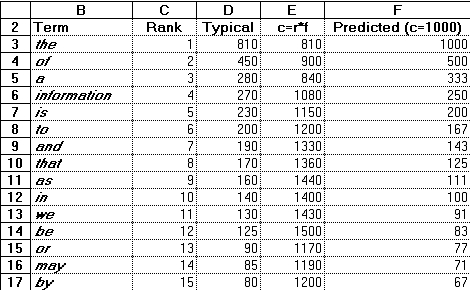 B C D E F
2 Term Rank Typical c=r*f Predicted (c=1000)
3 the 1 810 810 1000
4 of 2 450 900 500
5 a 3 280 840 333
6 information 4 270 1080 250
7 is 5 230 1150 200
8 to 6 200 1200 167
9 and 7 190 1330 143
10 that 8 170 1360 125
11 as 9 160 1440 111
12 in 10 140 1400 100
13 we 11 130 1430 91
14 be 12 125 1500 83
15 or 13 90 1170 77
16 may 14 85 1190 71
17 by 15 80 1200 67